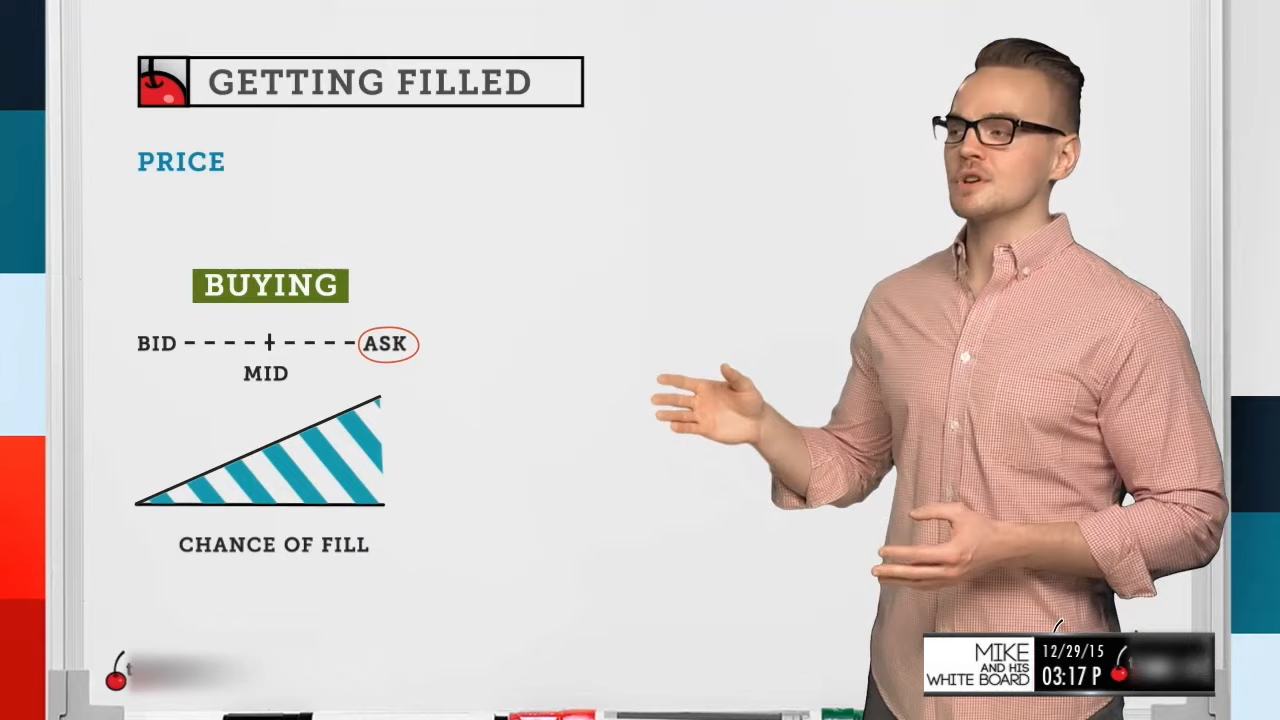 GETTING FILLED
PRICE
BUYING
BID
ASK
MID
CHANCE OF FILL
MIKE
AND HIS
WHITE BOARD
12/29/15
03:17 P